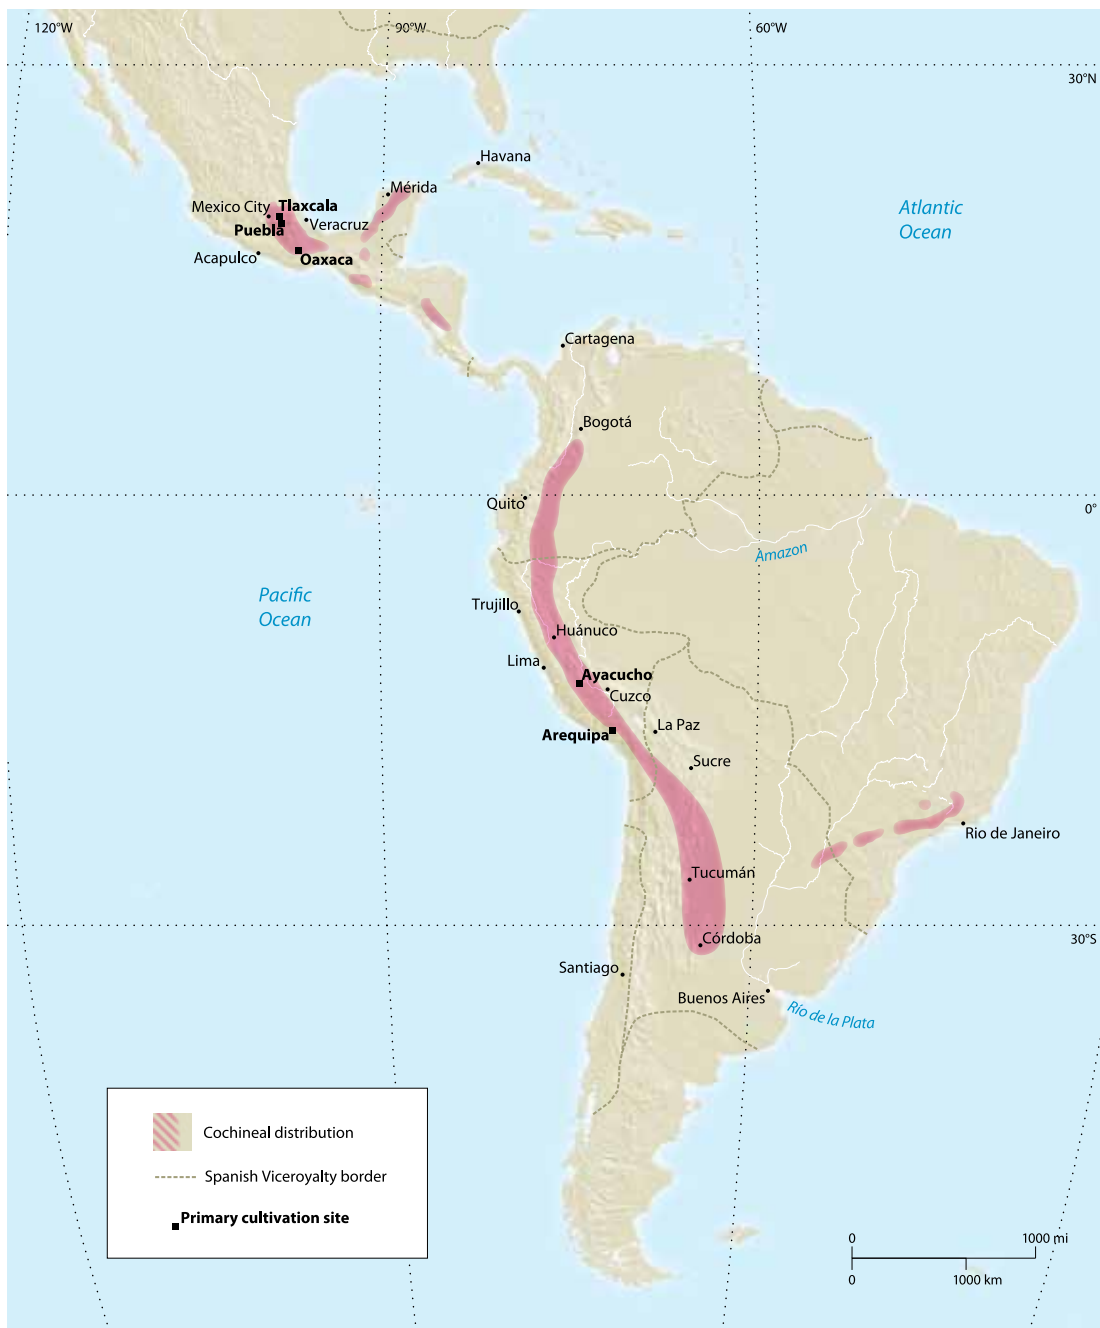 120°W
90°W
60°W
30°N
Havana
Mérida
Atlantic
Ocean
Mexico City
Tlaxcala
Veracruz
Puebla
Acapulco
Oaxaca
Cartagena
Bogotá
Quito
0°
Amazon
Pacific
Ocean
Trujillo
Huánuco
Lima
Ayacucho
Cuzco
Arequipa
La Paz
Sucre
Rio de Janeiro
Tucumán
Córdoba
30°S
Santiago
Buenos Aires
Río de la Plata
Cochineal distribution
Spanish Viceroyalty border
Primary cultivation site
0
1000 mi
0
1000 km